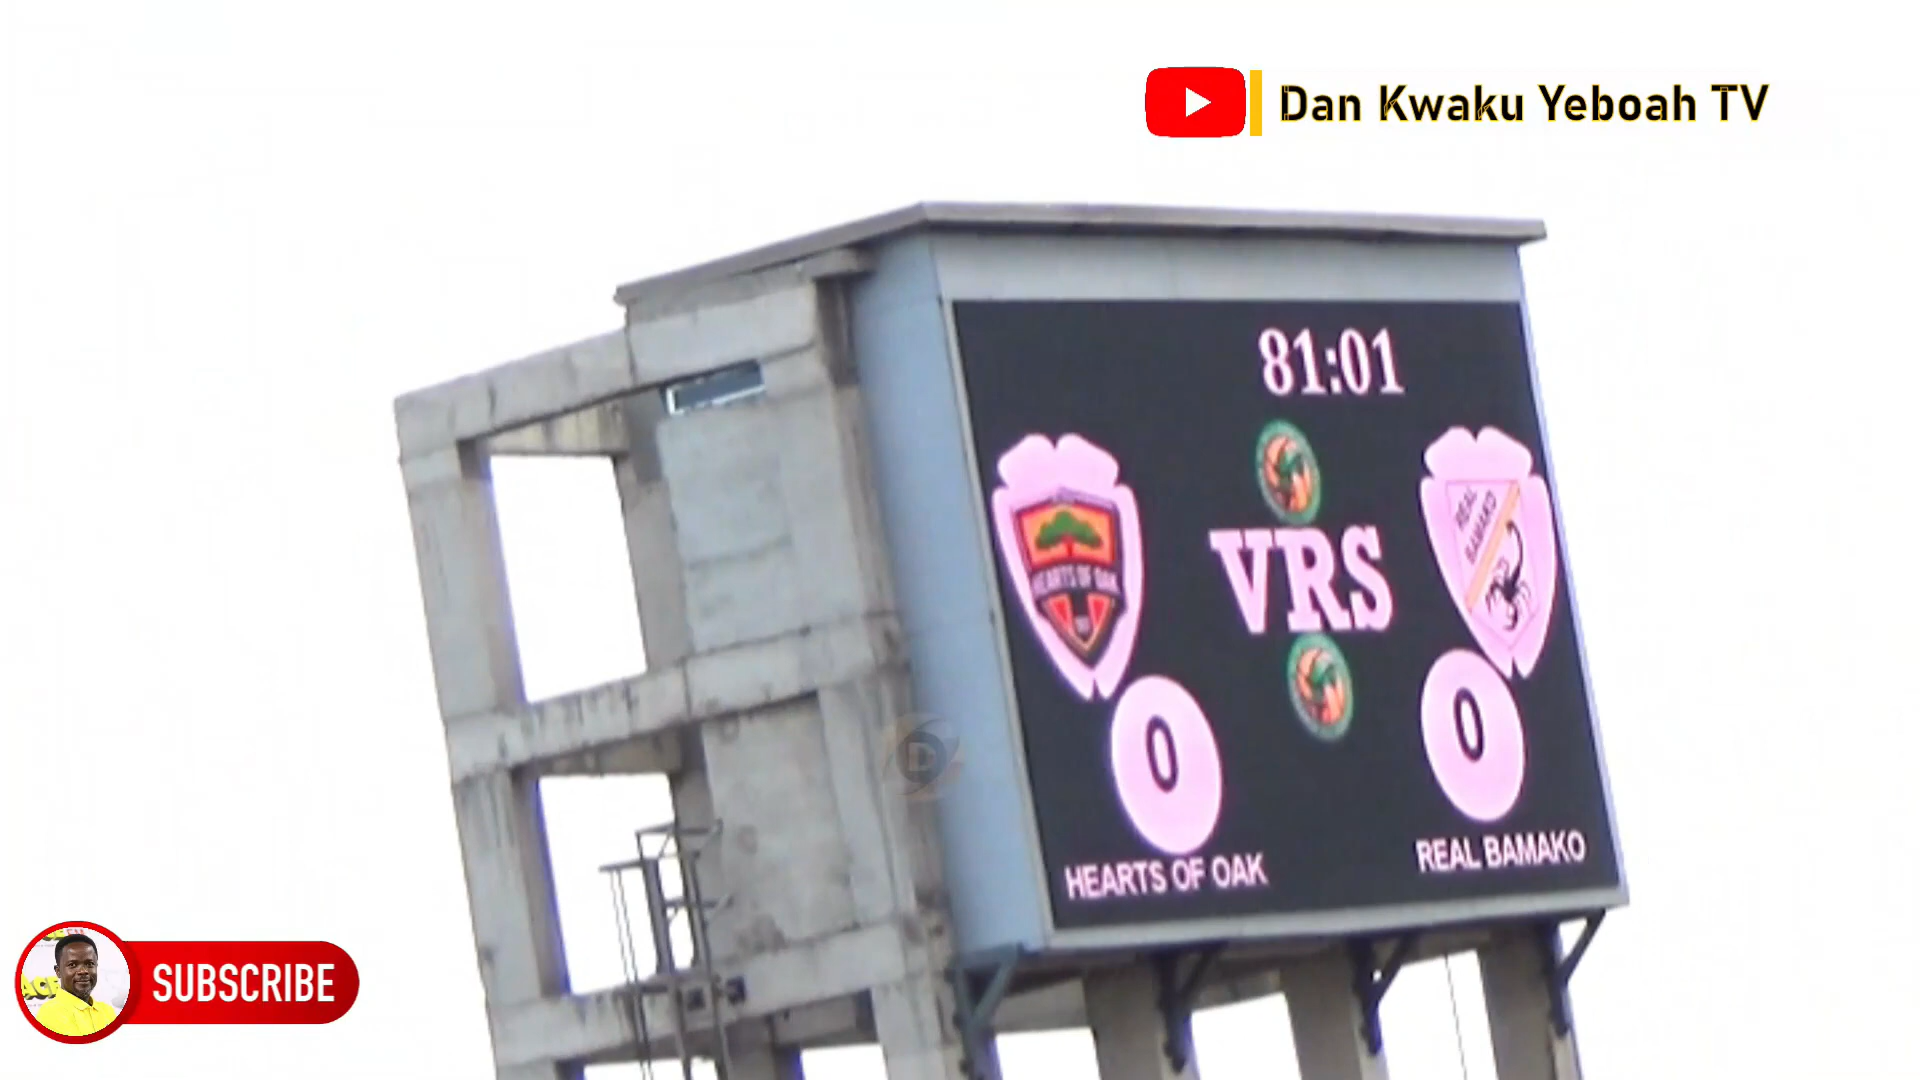 Dan Kwaku Yeboah TV
81:01
HEARTS OF OAK
REAL
BAMAKO
VRS
0
0
HEARTS OF OAK
REAL BAMAKO
D
SUBSCRIBE